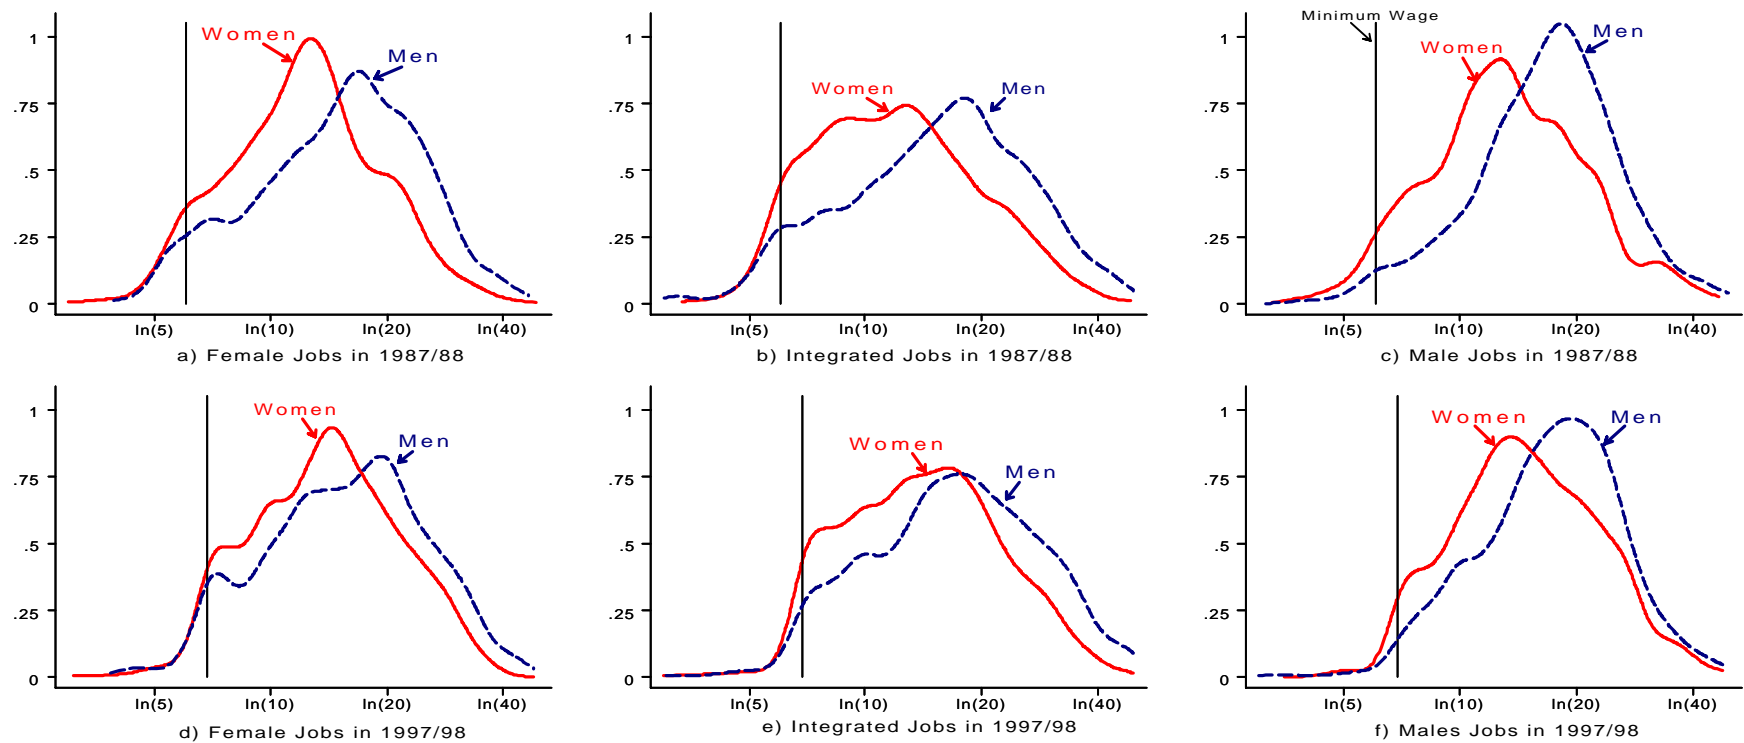 Women
Men
1
.75
.5
.25
0
ln(5) ln(10) ln(20) ln(40)
a) Female Jobs in 1987/88
Women
Men
1
.75
.5
.25
0
ln(5) ln(10) ln(20) ln(40)
b) Integrated Jobs in 1987/88
Minimum Wage
Women
Men
1
.75
.5
.25
0
ln(5) ln(10) ln(20) ln(40)
c) Male Jobs in 1987/88
Women
Men
1
.75
.5
.25
0
ln(5) ln(10) ln(20) ln(40)
d) Female Jobs in 1997/98
Women
Men
1
.75
.5
.25
0
ln(5) ln(10) ln(20) ln(40)
e) Integrated Jobs in 1997/98
Women
Men
1
.75
.5
.25
0
ln(5) ln(10) ln(20) ln(40)
f) Males Jobs in 1997/98